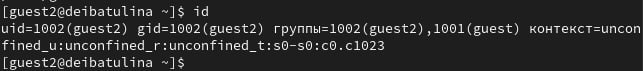 [guest2@deibatulina ~]$ id
uid=1002(guest2) gid=1002(guest2) группы=1002(guest2),1001(guest) контекст=uncon
fined_u:unconfined_r:unconfined_t:s0-s0:c0.c1023
[guest2@deibatulina ~]$